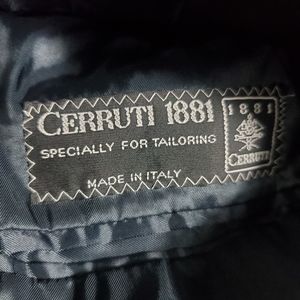 CERRUTI 1881
SPECIALLY FOR TAILORING
MADE IN ITALY
1881
CERRUTI